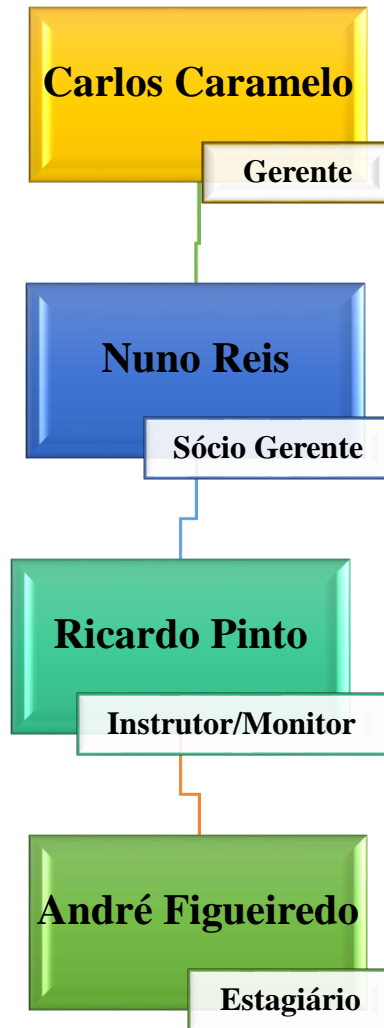 Carlos Caramelo
Gerente
Nuno Reis
Sócio Gerente
Ricardo Pinto
Instrutor/Monitor
André Figueiredo
Estagiário